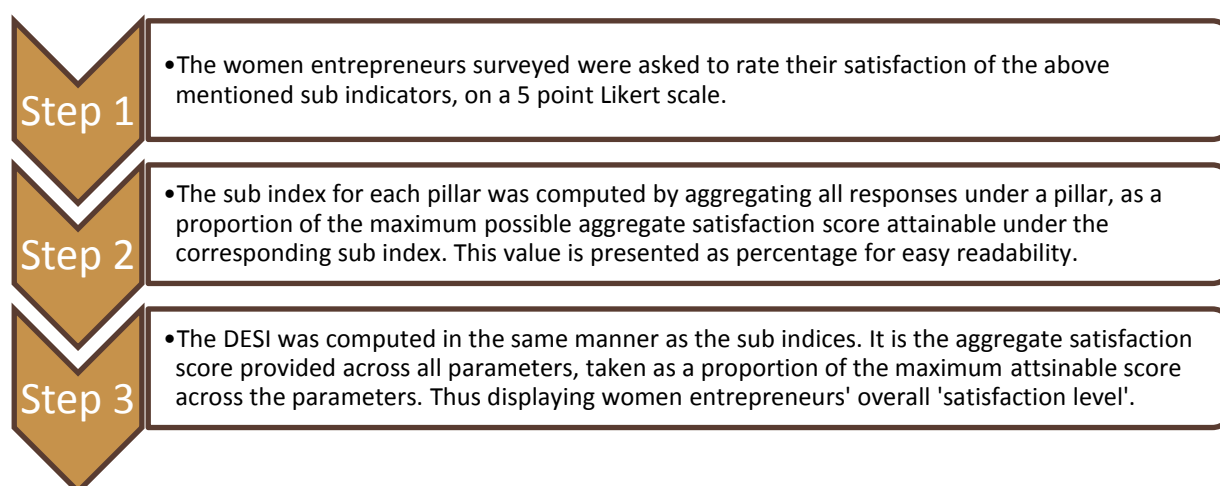 Step 1
•The women entrepreneurs surveyed were asked to rate their satisfaction of the above
mentioned sub indicators, on a 5 point Likert scale.
Step 2
•The sub index for each pillar was computed by aggregating all responses under a pillar, as a
proportion of the maximum possible aggregate satisfaction score attainable under the
corresponding sub index. This value is presented as percentage for easy readability.
Step 3
•The DESI was computed in the same manner as the sub indices. It is the aggregate satisfaction
score provided across all parameters, taken as a proportion of the maximum attsinable score
across the parameters. Thus displaying women entrepreneurs' overall 'satisfaction level'.